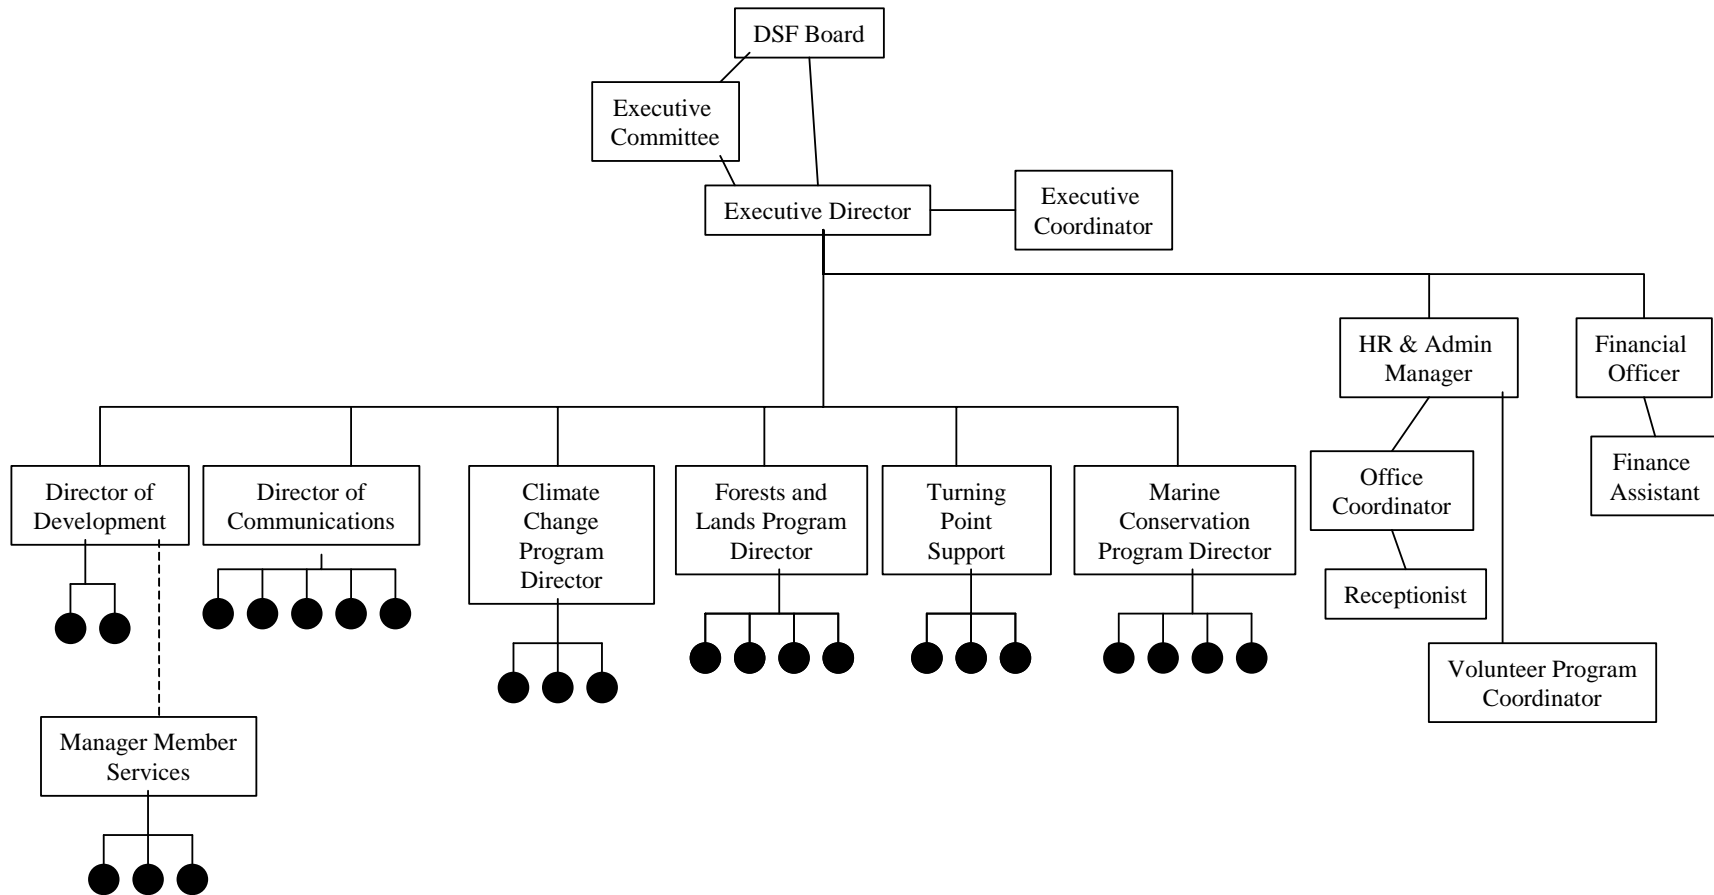 DSF Board
Executive
Committee
Executive Director
Executive
Coordinator
HR & Admin
Manager
Financial
Officer
Director of
Development
Director of
Communications
Climate
Change
Program
Director
Forests and
Lands Program
Director
Turning
Point
Support
Marine
Conservation
Program Director
Office
Coordinator
Finance
Assistant
Receptionist
Volunteer Program
Coordinator
Manager Member
Services